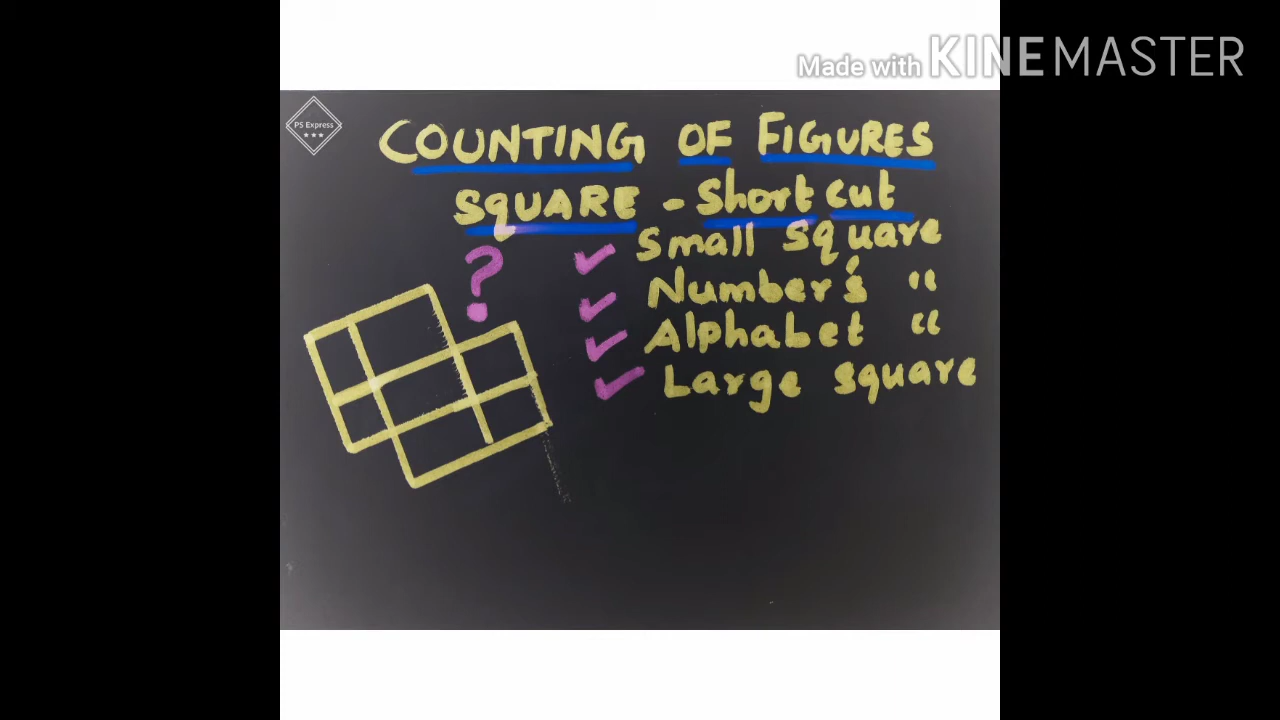 Made with KINEMASTER
PS Express
COUNTING OF FIGURES
SQUARE - Short cut
?
✓ Small square
✓ Number's "
✓ Alphabet "
✓ Large square